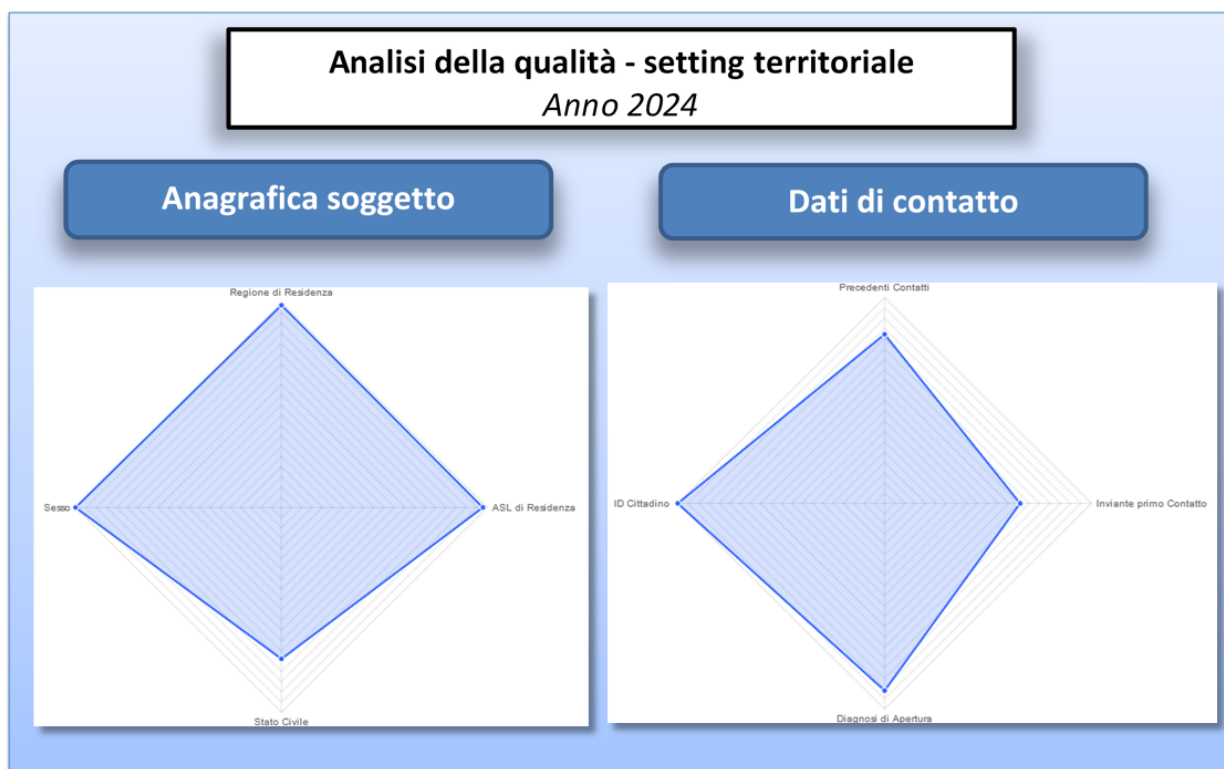 Analisi della qualità - setting territoriale
Anno 2024
Anagrafica soggetto
Dati di contatto
Regione di Residenza
Sesso
ASL di Residenza
Stato Civile
Precedenti Contatti
ID Cittadino
Inviante primo Contatto
Diagnosi di Apertura